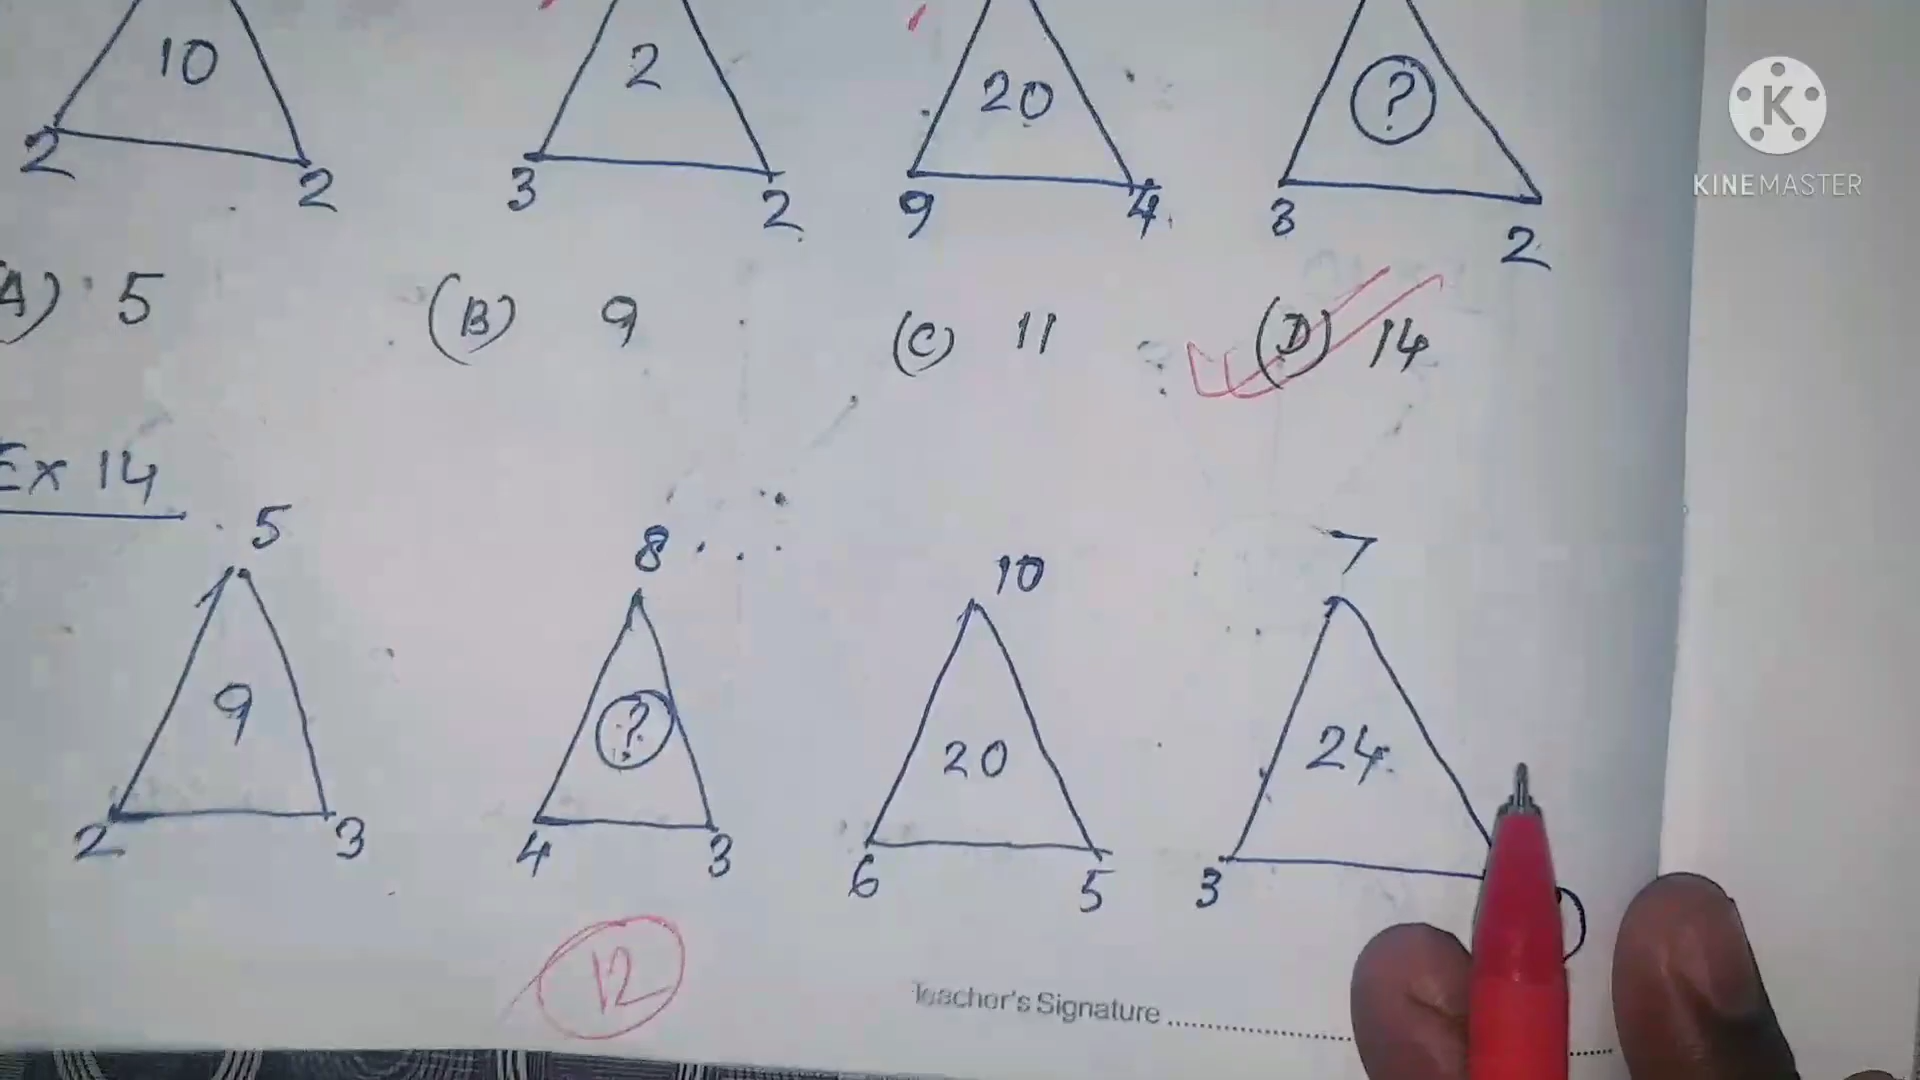 10 2 20 ?
2 2 3 2 9 4 3 2
A) 5 (B) 9 (C) 11 (D) 14
Ex 14
5 8 10 7
9 ? 20 24
2 3 4 3 6 5 3
12
Teacher's Signature
K
KINEMASTER